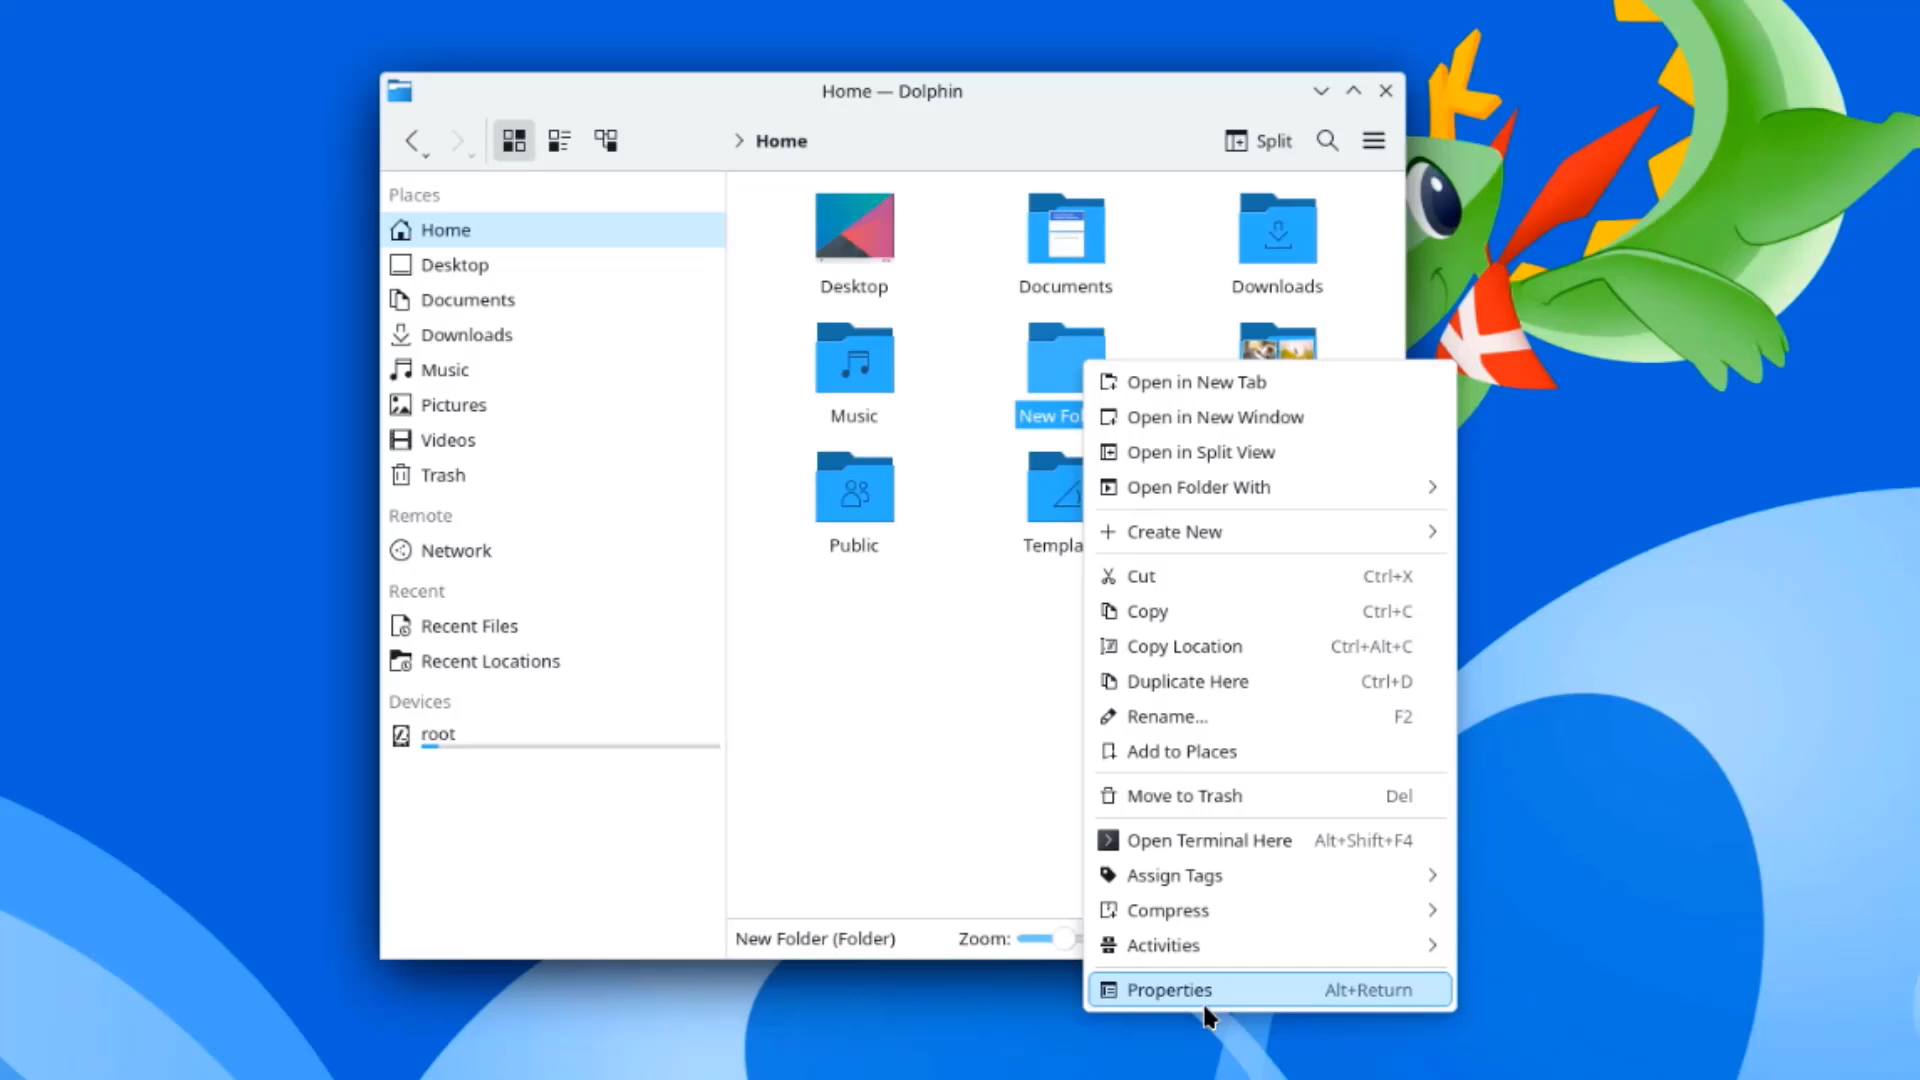 Home — Dolphin
Home
Split
Places
Home
Desktop
Documents
Downloads
Music
Pictures
Videos
Trash
Remote
Network
Recent
Recent Files
Recent Locations
Devices
root
Desktop
Documents
Downloads
Music
New Fol
Public
Templa
New Folder (Folder)
Zoom:
Open in New Tab
Open in New Window
Open in Split View
Open Folder With
Create New
Cut Ctrl+X
Copy Ctrl+C
Copy Location Ctrl+Alt+C
Duplicate Here Ctrl+D
Rename... F2
Add to Places
Move to Trash Del
Open Terminal Here Alt+Shift+F4
Assign Tags
Compress
Activities
Properties Alt+Return